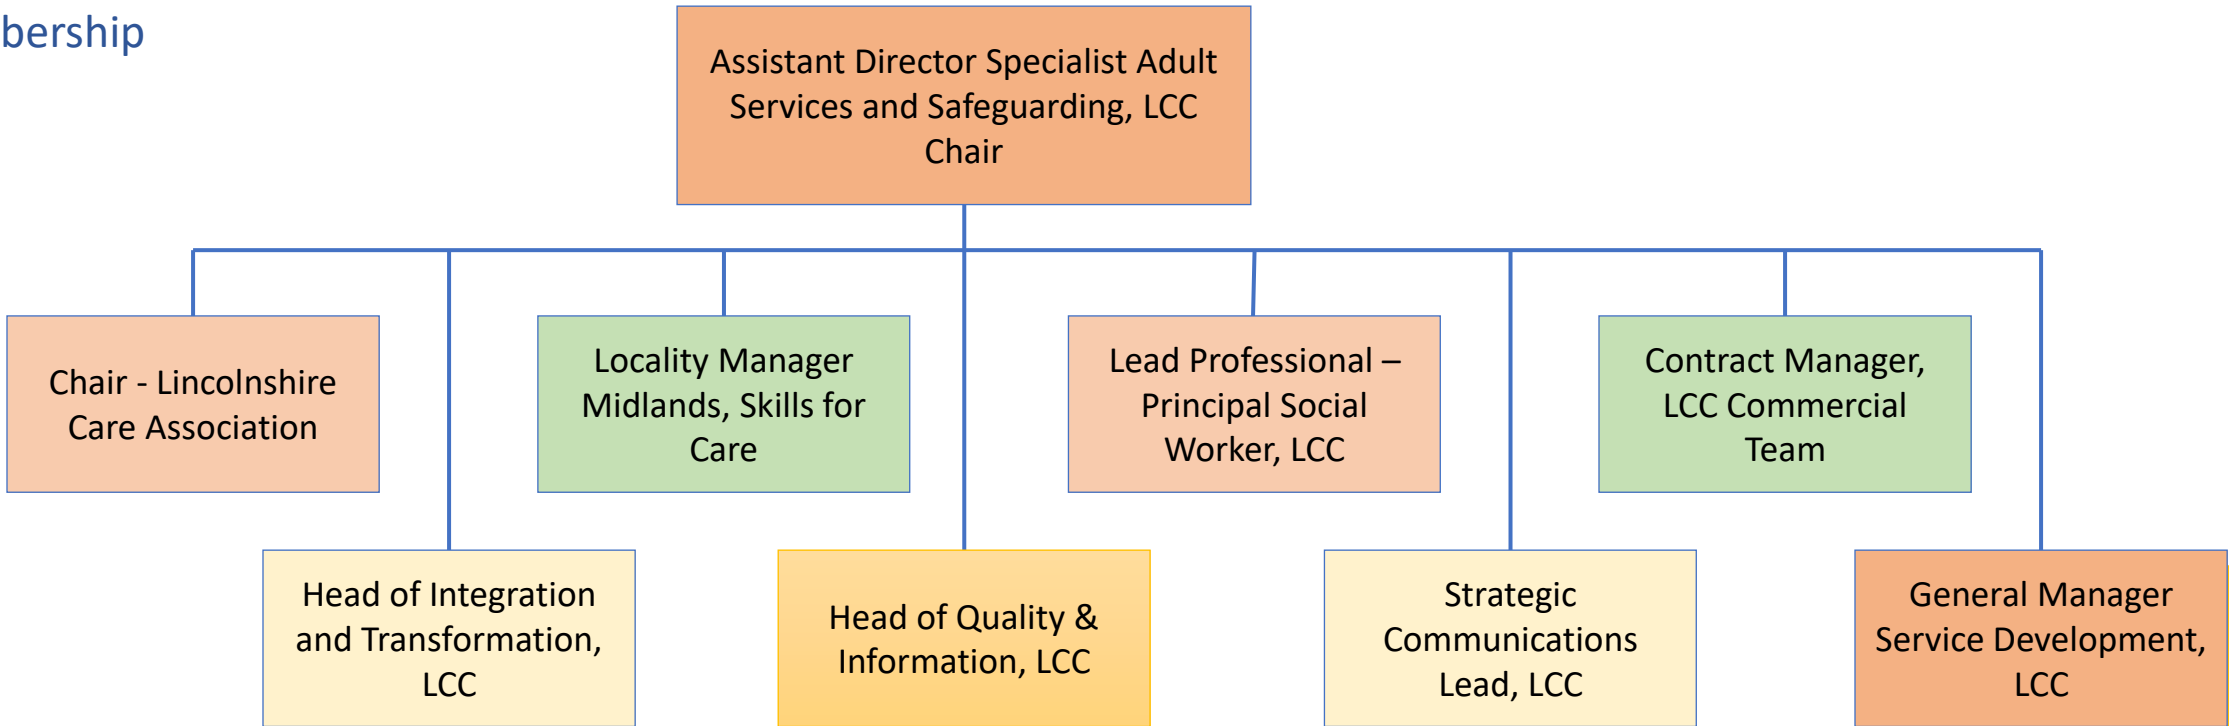 bership
Assistant Director Specialist Adult
Services and Safeguarding, LCC
Chair
Chair - Lincolnshire
Care Association
Locality Manager
Midlands, Skills for
Care
Lead Professional –
Principal Social
Worker, LCC
Contract Manager,
LCC Commercial
Team
Head of Integration
and Transformation,
LCC
Head of Quality &
Information, LCC
Strategic
Communications
Lead, LCC
General Manager
Service Development,
LCC